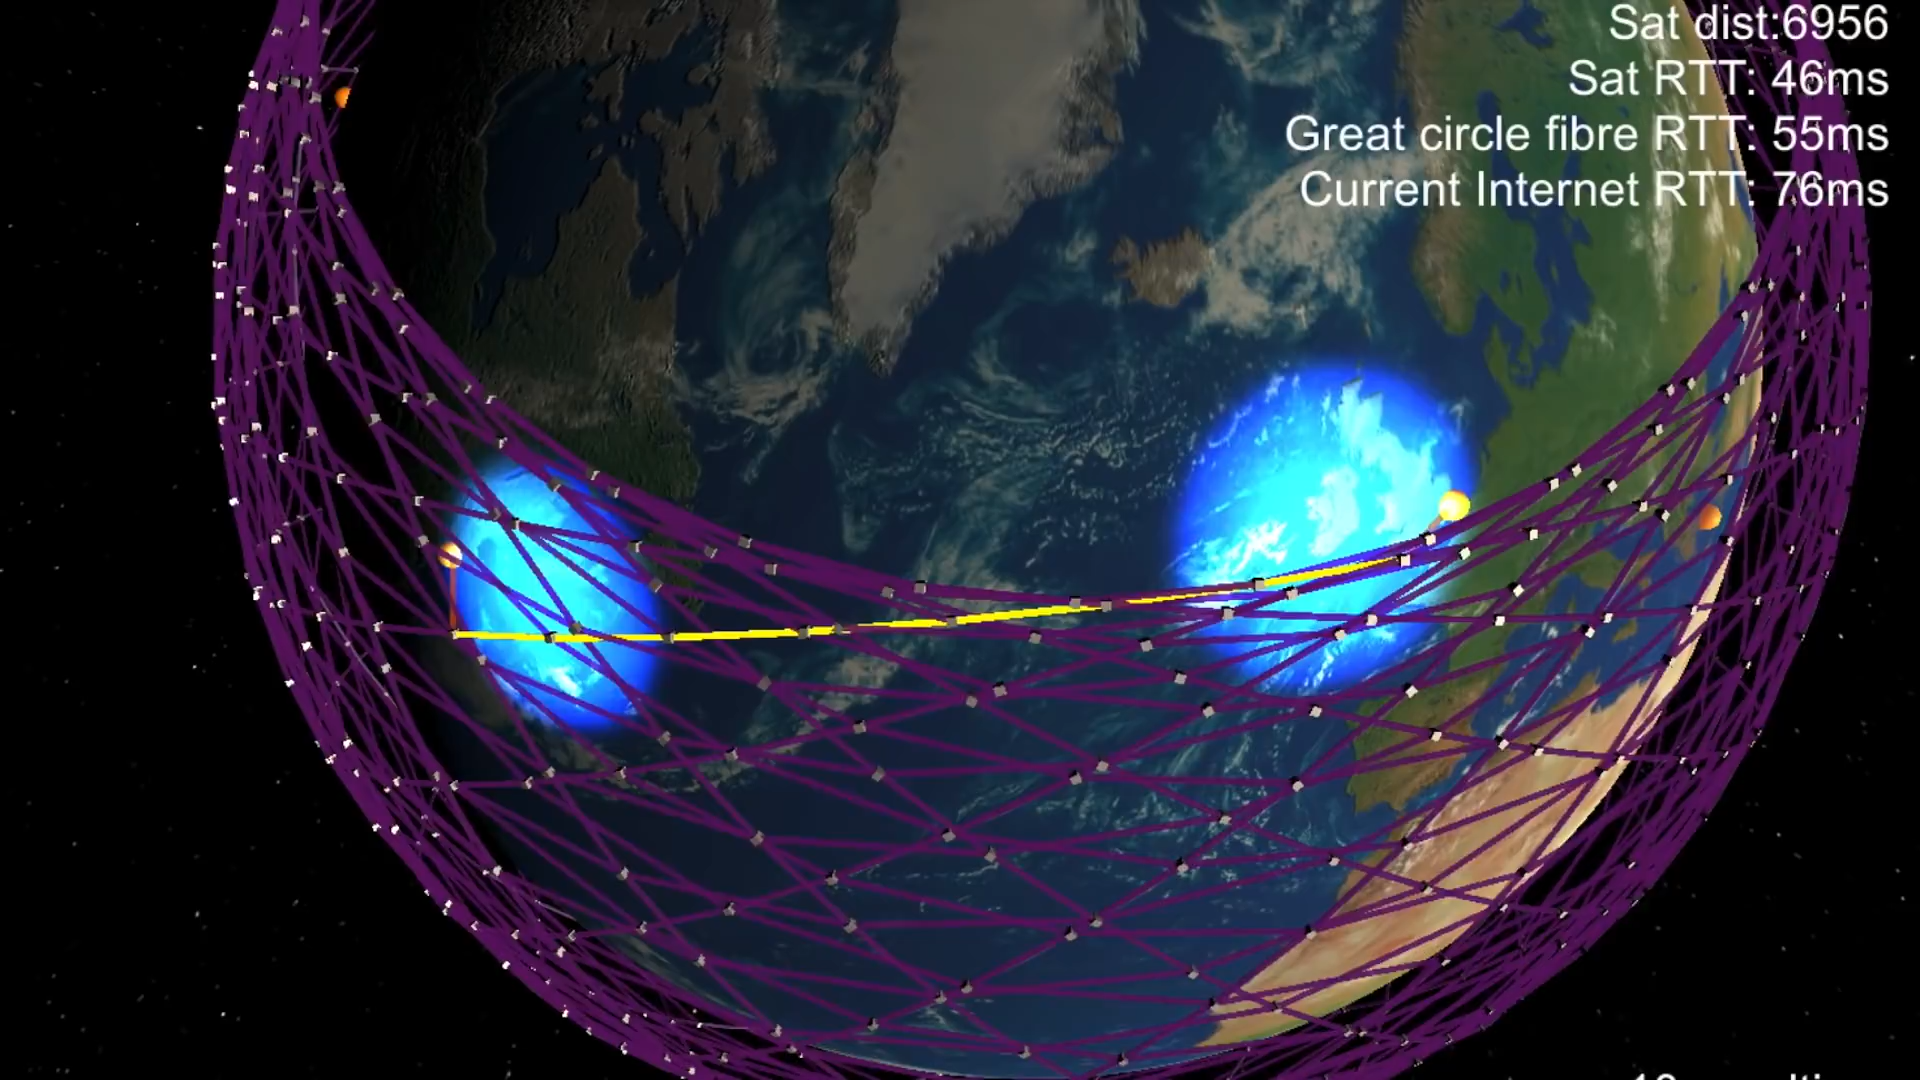 Sat dist:6956
Sat RTT: 46ms
Great circle fibre RTT: 55ms
Current Internet RTT: 76ms